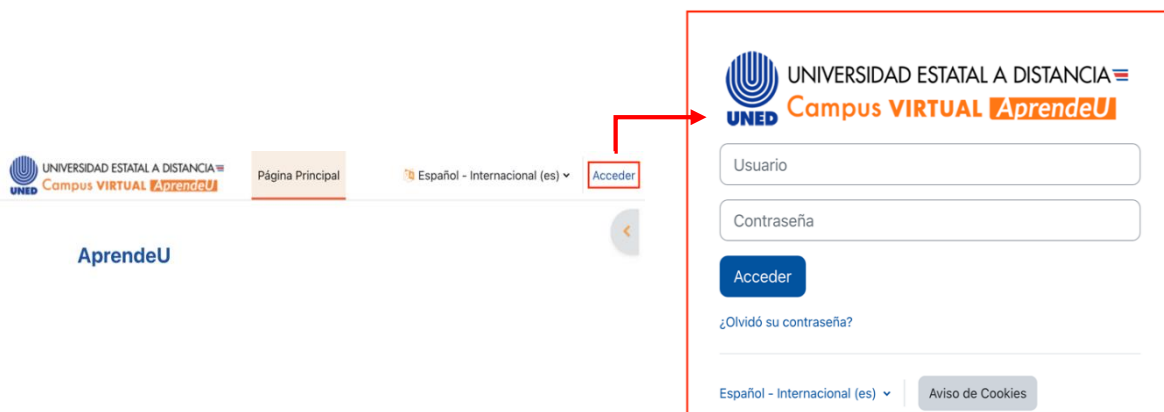 UNIVERSIDAD ESTATAL A DISTANCIA
UNED Campus VIRTUAL AprendeU
Página Principal
Español - Internacional (es)
Acceder
AprendeU
UNIVERSIDAD ESTATAL A DISTANCIA
UNED Campus VIRTUAL AprendeU
Usuario
Contraseña
Acceder
¿Olvidó su contraseña?
Español - Internacional (es)
Aviso de Cookies